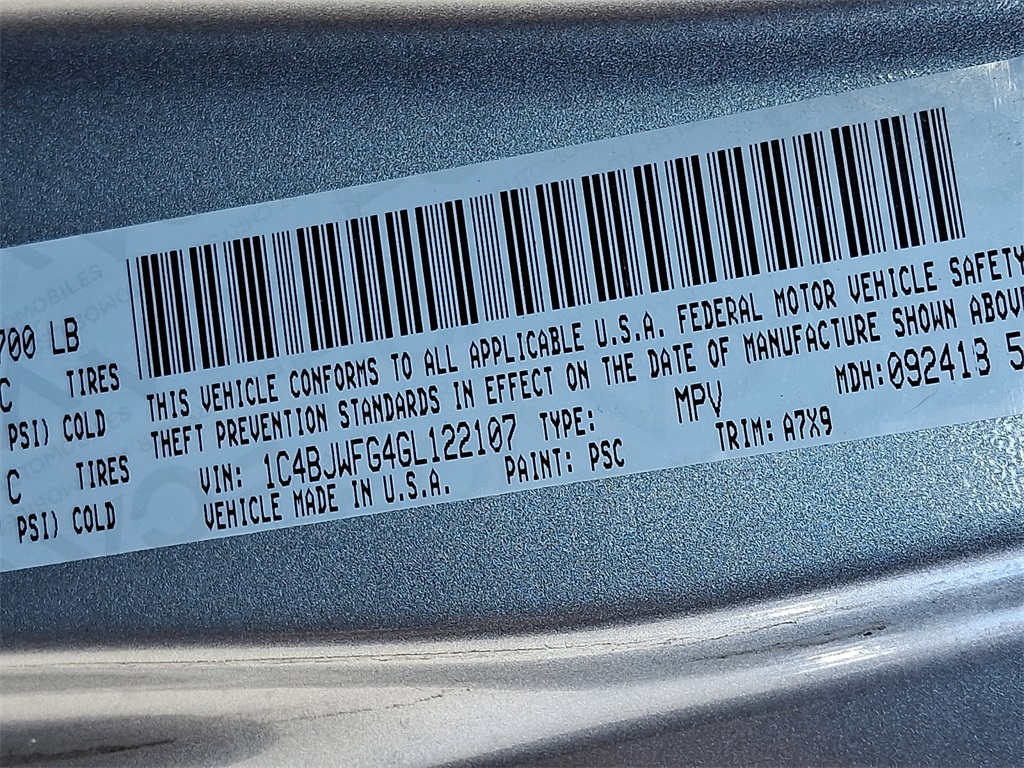 700 LB
C TIRES
PSI) COLD
C TIRES
PSI) COLD
THIS VEHICLE CONFORMS TO ALL APPLICABLE U.S.A. FEDERAL MOTOR VEHICLE SAFETY
THEFT PREVENTION STANDARDS IN EFFECT ON THE DATE OF MANUFACTURE SHOWN ABOVE
VIN: 1C4BJWFG4GL122107 TYPE: MPV MDH: 092413 5
VEHICLE MADE IN U.S.A. PAINT: PSC TRIM: A7X9